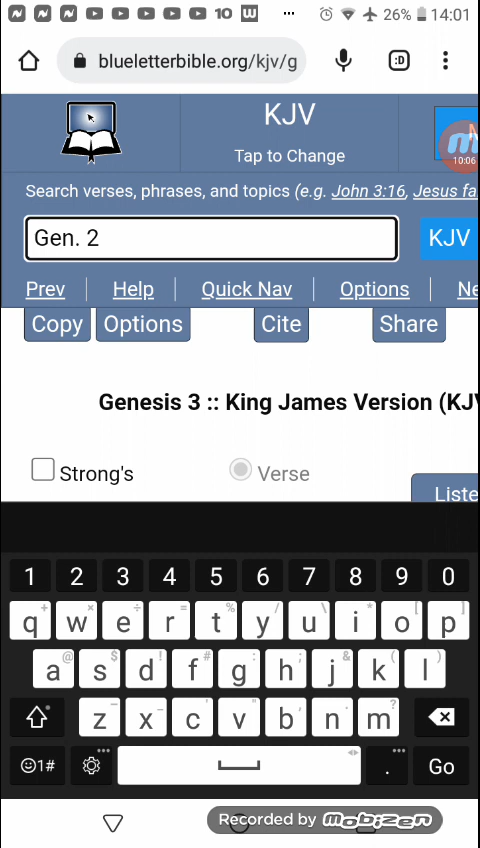 10 W ... 26% 14:01
blueletterbible.org/kjv/g :D
KJV
Tap to Change
10:06
Search verses, phrases, and topics (e.g. John 3:16, Jesus fa
Gen. 2 KJV
Prev Help Quick Nav Options Ne
Copy Options Cite Share
Genesis 3 :: King James Version (KJV
Strong's Verse
Liste
1 2 3 4 5 6 7 8 9 0
q w e r t y u i o p
a s d f g h j k l
z x c v b n m
1# . Go
Recorded by MOBIZEN